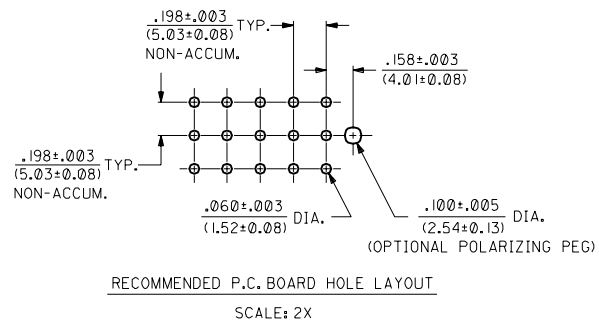 .198±.003 TYP.
(5.03±0.08)
NON-ACCUM.
.158±.003
(4.01±0.08)
.198±.003 TYP.
(5.03±0.08)
NON-ACCUM.
.060±.003 DIA.
(1.52±0.08)
.100±.005 DIA.
(2.54±0.13)
(OPTIONAL POLARIZING PEG)
RECOMMENDED P.C. BOARD HOLE LAYOUT
SCALE: 2X